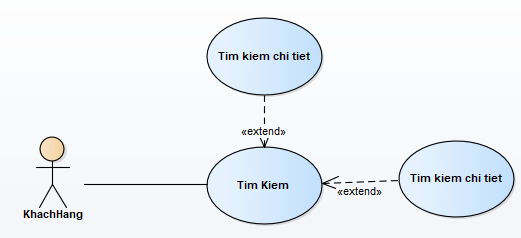 Tim kiem chi tiet
«extend»
Tim Kiem
«extend»
Tim kiem chi tiet
KhachHang